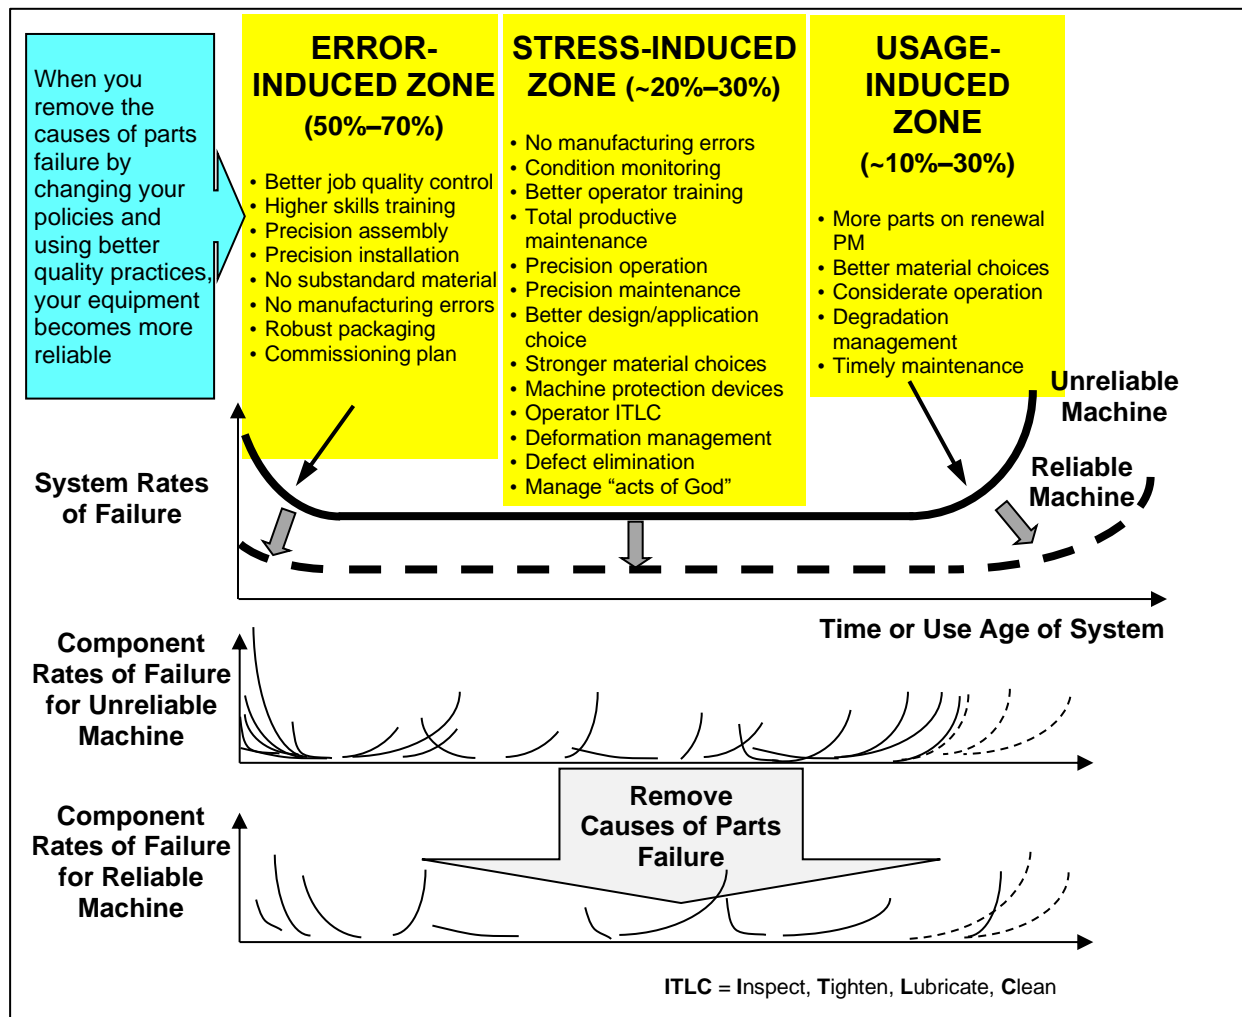 When you
remove the
causes of parts
failure by
changing your
policies and
using better
quality practices,
your equipment
becomes more
reliable
ERROR-
INDUCED ZONE
(50%–70%)
• Better job quality control
• Higher skills training
• Precision assembly
• Precision installation
• No substandard material
• No manufacturing errors
• Robust packaging
• Commissioning plan
STRESS-INDUCED
ZONE (~20%–30%)
• No manufacturing errors
• Condition monitoring
• Better operator training
• Total productive
maintenance
• Precision operation
• Precision maintenance
• Better design/application
choice
• Stronger material choices
• Machine protection devices
• Operator ITLC
• Deformation management
• Defect elimination
• Manage “acts of God”
USAGE-
INDUCED
ZONE
(~10%–30%)
• More parts on renewal
PM
• Better material choices
• Considerate operation
• Degradation
management
• Timely maintenance
Unreliable
Machine
Reliable
Machine
System Rates
of Failure
Time or Use Age of System
Component
Rates of Failure
for Unreliable
Machine
Remove
Causes of Parts
Failure
Component
Rates of Failure
for Reliable
Machine
ITLC = Inspect, Tighten, Lubricate, Clean